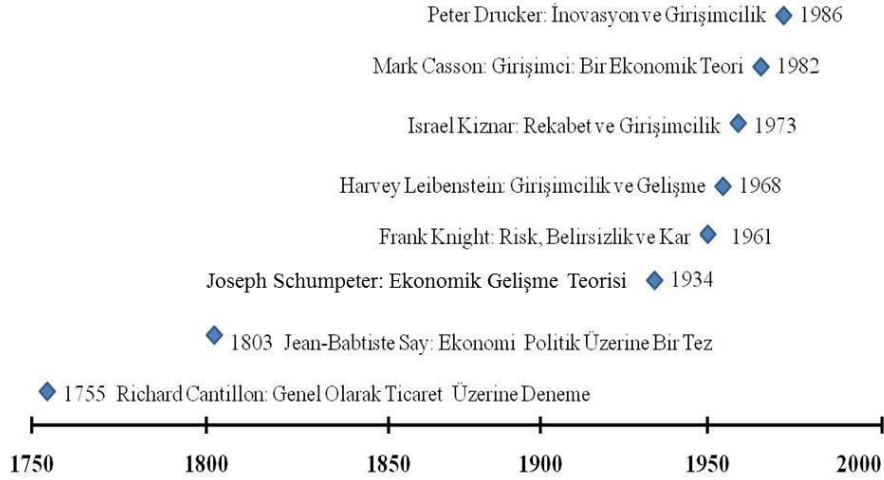 Peter Drucker: İnovasyon ve Girişimcilik 1986
Mark Casson: Girişimci: Bir Ekonomik Teori 1982
Israel Kiznar: Rekabet ve Girişimcilik 1973
Harvey Leibenstein: Girişimcilik ve Gelişme 1968
Frank Knight: Risk, Belirsizlik ve Kar 1961
Joseph Schumpeter: Ekonomik Gelişme Teorisi 1934
1803 Jean-Babtiste Say: Ekonomi Politik Üzerine Bir Tez
1755 Richard Cantillon: Genel Olarak Ticaret Üzerine Deneme
1750 1800 1850 1900 1950 2000